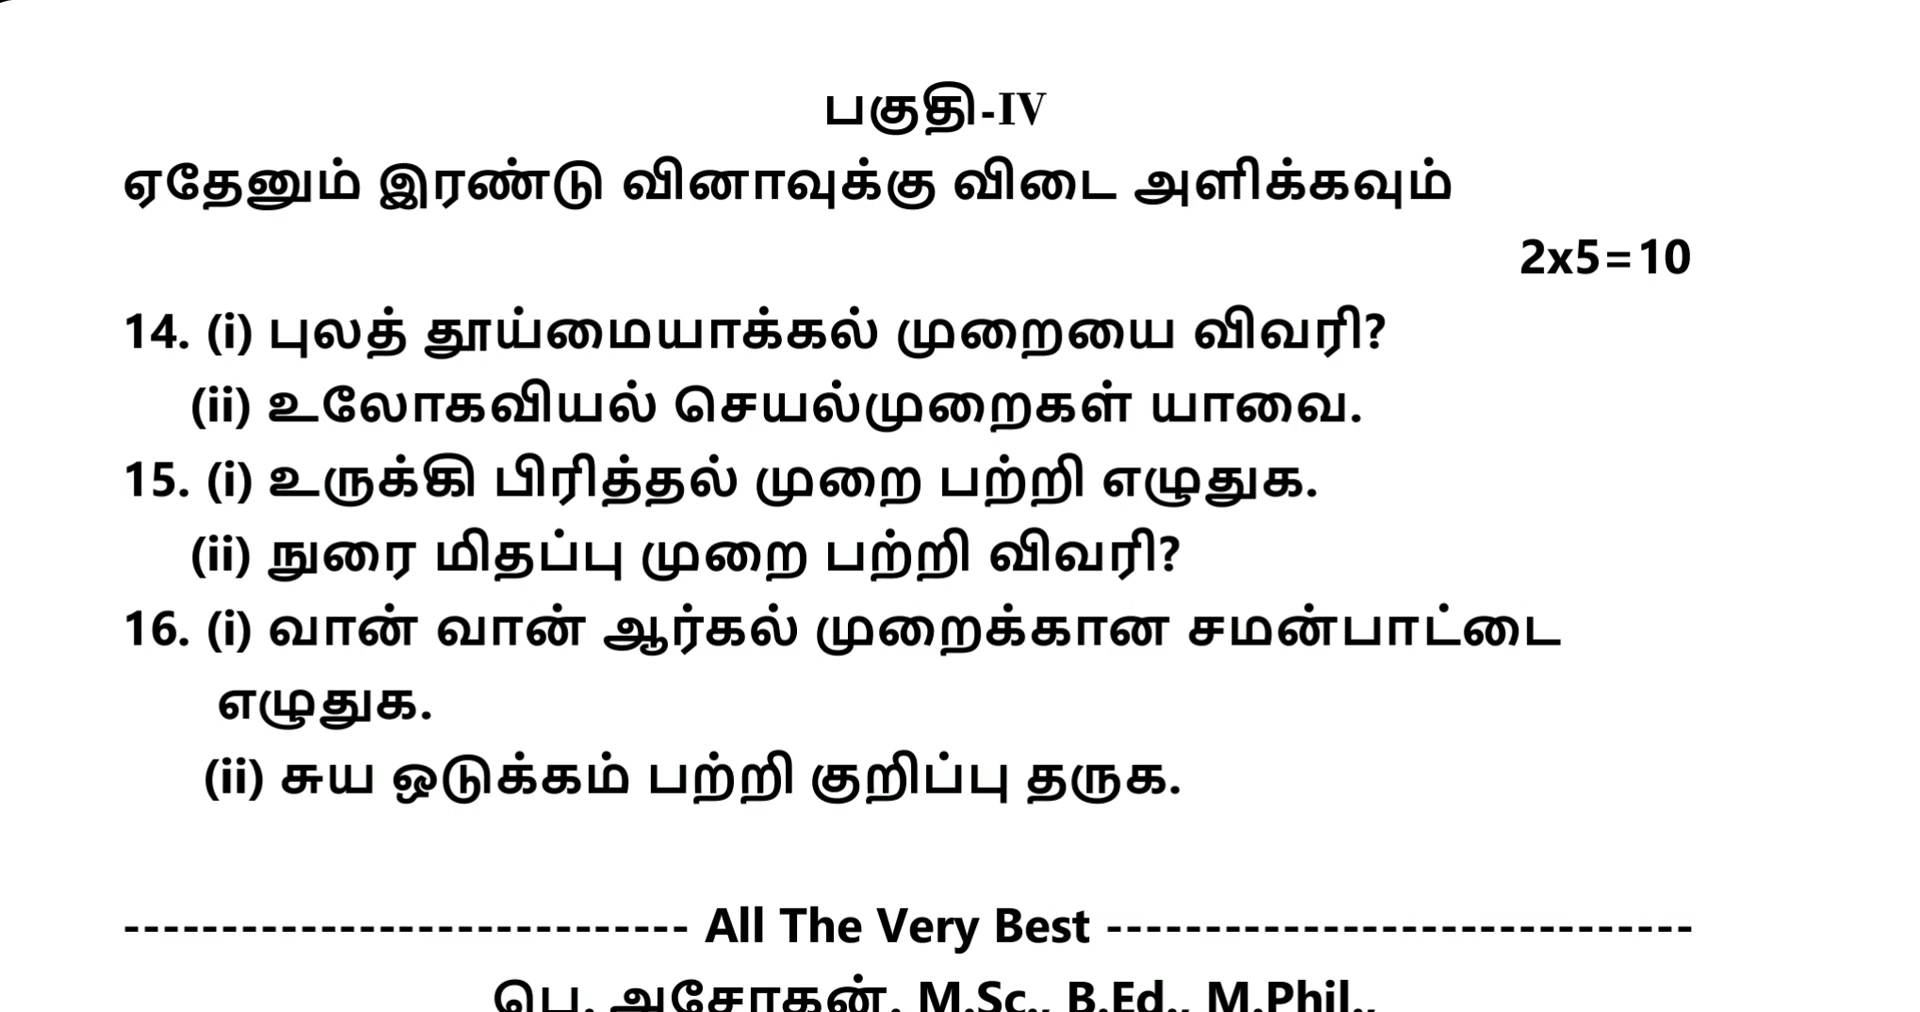 பகுதி-IV
ஏதேனும் இரண்டு வினாவுக்கு விடை அளிக்கவும்
2x5=10
14. (i) புலத் தூய்மையாக்கல் முறையை விவரி?
(ii) உலோகவியல் செயல்முறைகள் யாவை.
15. (i) உருக்கி பிரித்தல் முறை பற்றி எழுதுக.
(ii) நுரை மிதப்பு முறை பற்றி விவரி?
16. (i) வான் வான் ஆர்கல் முறைக்கான சமன்பாட்டை
எழுதுக.
(ii) சுய ஒடுக்கம் பற்றி குறிப்பு தருக.
----------------------------- All The Very Best ------------------------------
பெ. அசோகன். M.Sc., B.Ed., M.Phil.,